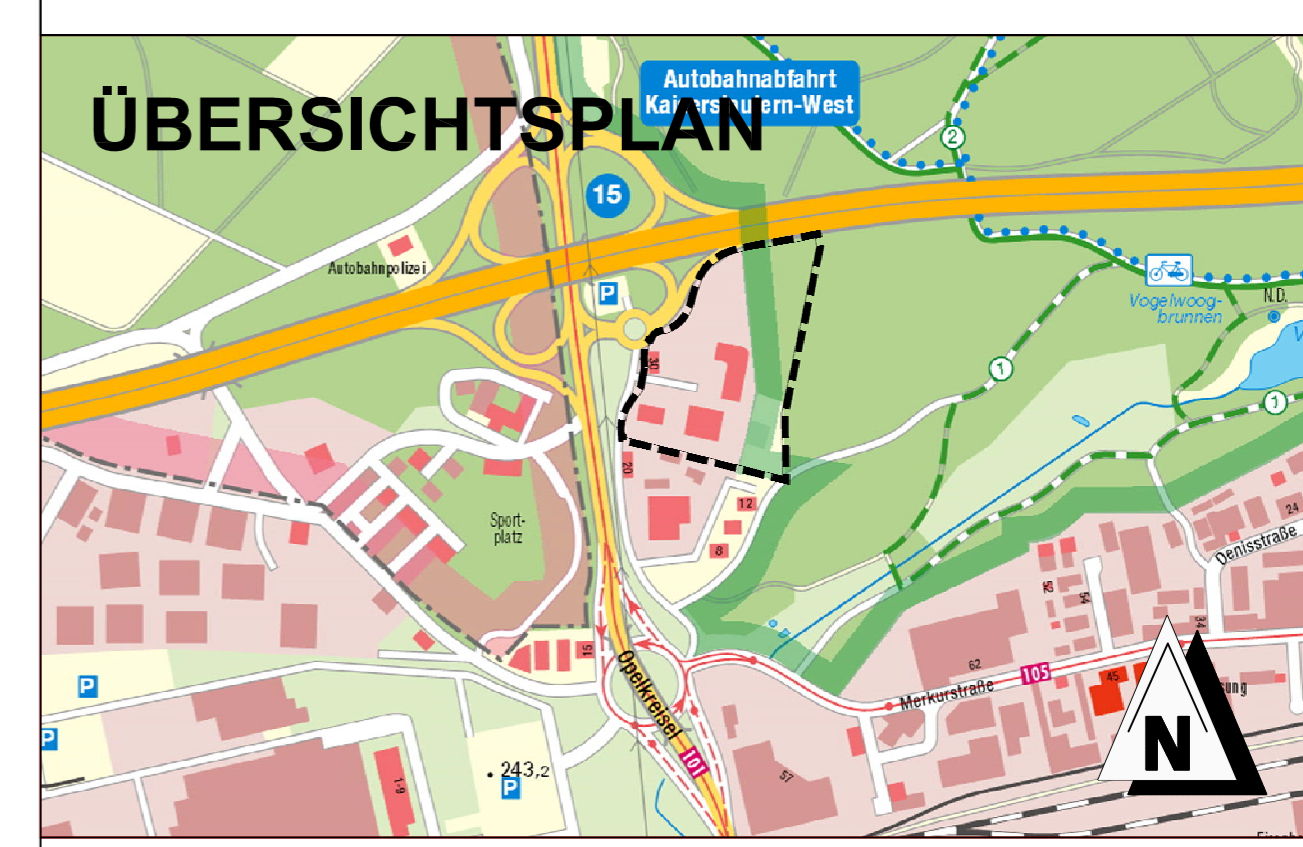 Autobahnabfahrt
Kaiserslautern-West
ÜBERSICHTSPLAN
2
15
Autobahnpolizei
P
Vogelwoog-
brunnen
N.D.
V
30
1
1
20
12
8
Sport-
platz
24
Denisstraße
52
54
34
15
Opelkreisel
62
105
45
Merkurstraße
sung
P
P
101
N
243,2
P
1-9
57